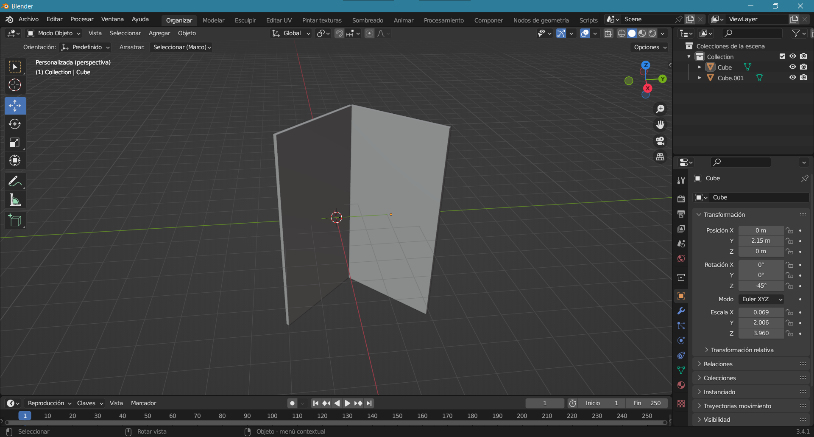 Blender
Archivo Editar Procesar Ventana Ayuda Organizar Modelar Esculpir Editar UV Pintar texturas Sombreado Animar Procesamiento Componer Nodos de geometría Scripts Scene ViewLayer
Modo Objeto Vista Seleccionar Agregar Objeto Global
Orientación: Predefinido Arrastrar: Seleccionar (Marco) Opciones
Personalizada (perspectiva)
(1) Collection | Cube
Z
Y
X
Colecciones de la escena
Collection
Cube
Cube.001
Cube
Cube
Transformación
Posición X 0 m
Y 2.15 m
Z 0 m
Rotación X 0°
Y 0°
Z 45°
Modo Euler XYZ
Escala X 0.069
Y 2.006
Z 3.960
Transformación relativa
Relaciones
Colecciones
Instanciado
Trayectorias movimiento
Visibilidad
Reproducción Claves Vista Marcador 1 Inicio 1 Fin 250
1 10 20 30 40 50 60 70 80 90 100 110 120 130 140 150 160 170 180 190 200 210 220 230 240 250
Seleccionar Rotar vista Objeto - menú contextual 3.4.1